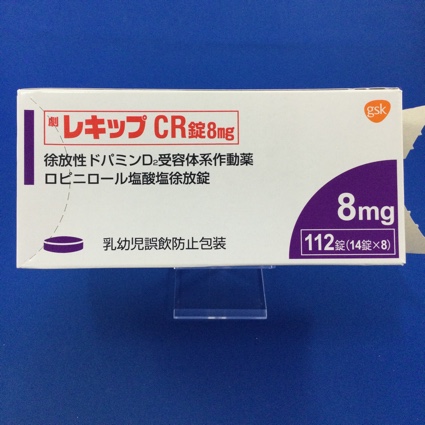 劇 レキップ CR錠8mg
gsk
徐放性ドパミンD₂受容体系作動薬
ロピニロール塩酸塩徐放錠
8mg
乳幼児誤飲防止包装
112錠(14錠×8)